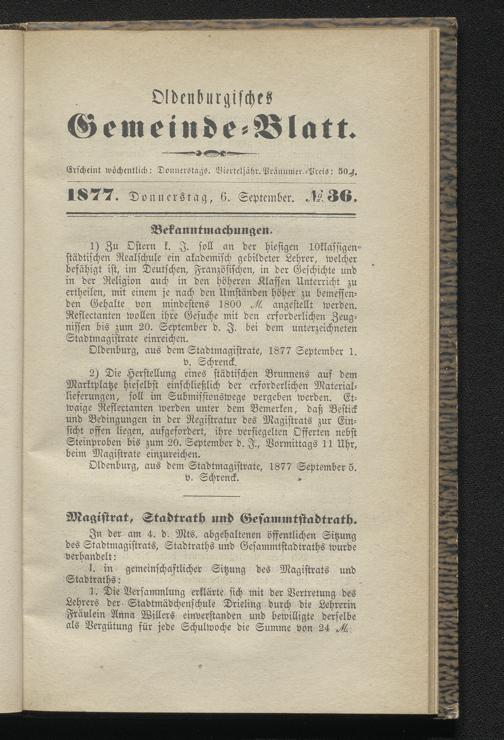 Oldenburgisches
Gemeinde-Blatt.
Erscheint wöchentlich: Donnerstags. Vierteljähr. Pränumer.-Preis: 50 ₰.
1877. Donnerstag, 6. September. № 36.
Bekanntmachungen.
1) Zu Ostern k. J. soll an der hiesigen 10klassigen
städtischen Realschule ein akademisch gebildeter Lehrer, welcher
befähigt ist, im Deutschen, Französischen, in der Geschichte und
in der Religion auch in den höheren Klassen Unterricht zu
ertheilen, mit einem je nach den Umständen höher zu bemessen-
den Gehalte von mindestens 1800 M. angestellt werden.
Reflectanten wollen ihre Gesuche mit den erforderlichen Zeug-
nissen bis zum 20. September d. J. bei dem unterzeichneten
Stadtmagistrate einreichen.
Oldenburg, aus dem Stadtmagistrate, 1877 September 1.
v. Schrenck.
2) Die Herstellung eines städtischen Brunnens auf dem
Marktplatze hieselbst einschließlich der erforderlichen Material-
lieferungen, soll im Submissionswege vergeben werden. Et-
waige Reflectanten werden unter dem Bemerken, daß Bestick
und Bedingungen in der Registratur des Magistrats zur Ein-
sicht offen liegen, aufgefordert, ihre versiegelten Offerten nebst
Steinproben bis zum 20. September d. J., Vormittags 11 Uhr,
beim Magistrate einzureichen.
Oldenburg, aus dem Stadtmagistrate, 1877 September 5.
v. Schrenck.
Magistrat, Stadtrath und Gesammtstadtrath.
In der am 4. d. Mts. abgehaltenen öffentlichen Sitzung
des Stadtmagistrats, Stadtraths und Gesammtstadtraths wurde
verhandelt:
I. in gemeinschaftlicher Sitzung des Magistrats und
Stadtraths:
1. Die Versammlung erklärte sich mit der Vertretung des
Lehrers der Stadtmädchenschule Drieling durch die Lehrerin
Fräulein Anna Willers einverstanden und bewilligte derselbe
als Vergütung für jede Schulwoche die Summe von 24 M.